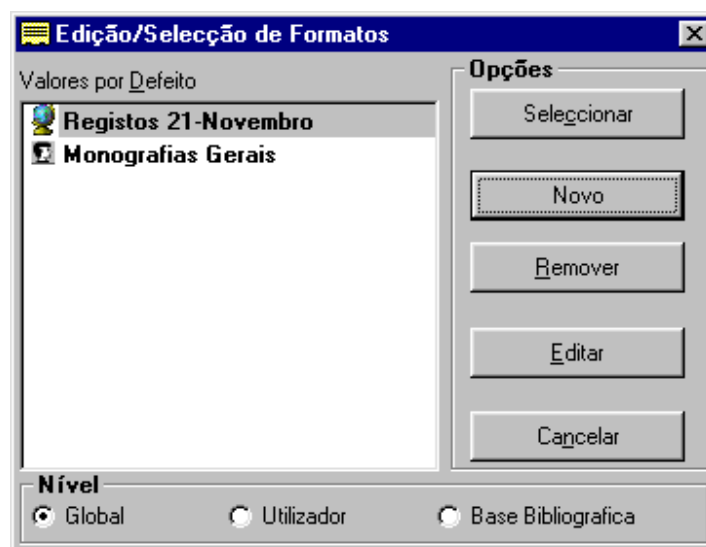 Edição/Selecção de Formatos
Valores por Defeito
Registos 21-Novembro
Monografias Gerais
Opções
Seleccionar
Novo
Remover
Editar
Cancelar
Nível
Global
Utilizador
Base Bibliografica